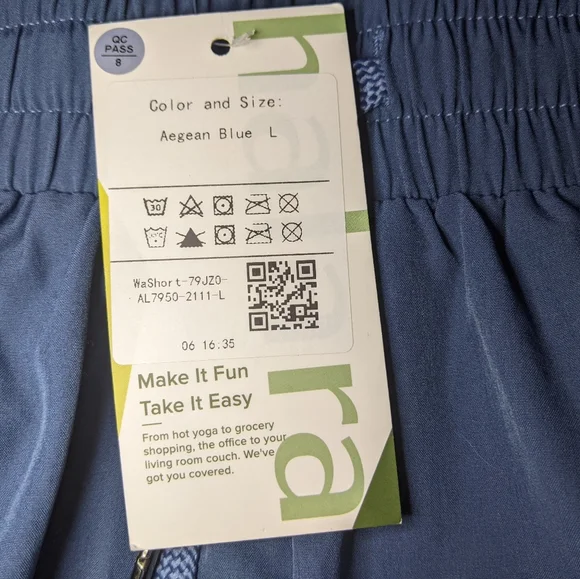 QC
PASS
8
Color and Size:
Aegean Blue L
30
WaShort-79JZ0-
AL7950-2111-L
06 16.35
Make It Fun
Take It Easy
From hot yoga to grocery
shopping, the office to your
living room couch. We've
got you covered.
ra